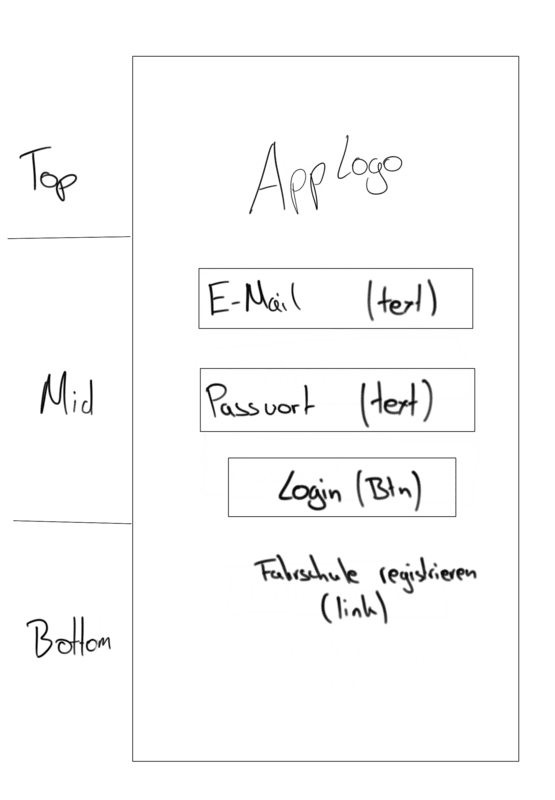 Top
App Logo
E-Mail (text)
Mid
Passwort (text)
Login (Btn)
Fahrschule registrieren
(link)
Bottom